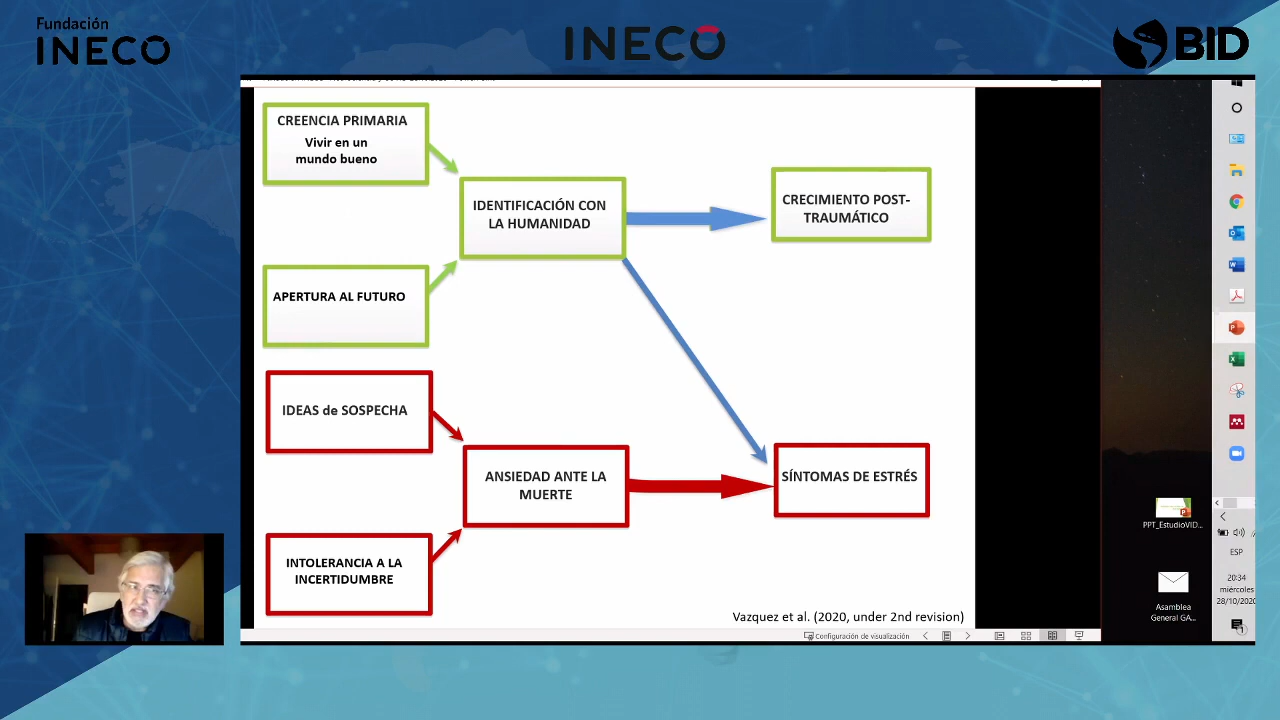 Fundación
INECO
INECO
BID
CREENCIA PRIMARIA
Vivir en un
mundo bueno
IDENTIFICACIÓN CON
LA HUMANIDAD
CRECIMIENTO POST-
TRAUMÁTICO
APERTURA AL FUTURO
IDEAS de SOSPECHA
ANSIEDAD ANTE LA
MUERTE
SÍNTOMAS DE ESTRÉS
INTOLERANCIA A LA
INCERTIDUMBRE
Vazquez et al. (2020, under 2nd revision)
Configuración de visualización
PPT_EstudioVID...
Asamblea
General GA...
ESP
20:34
miércoles
28/10/2020